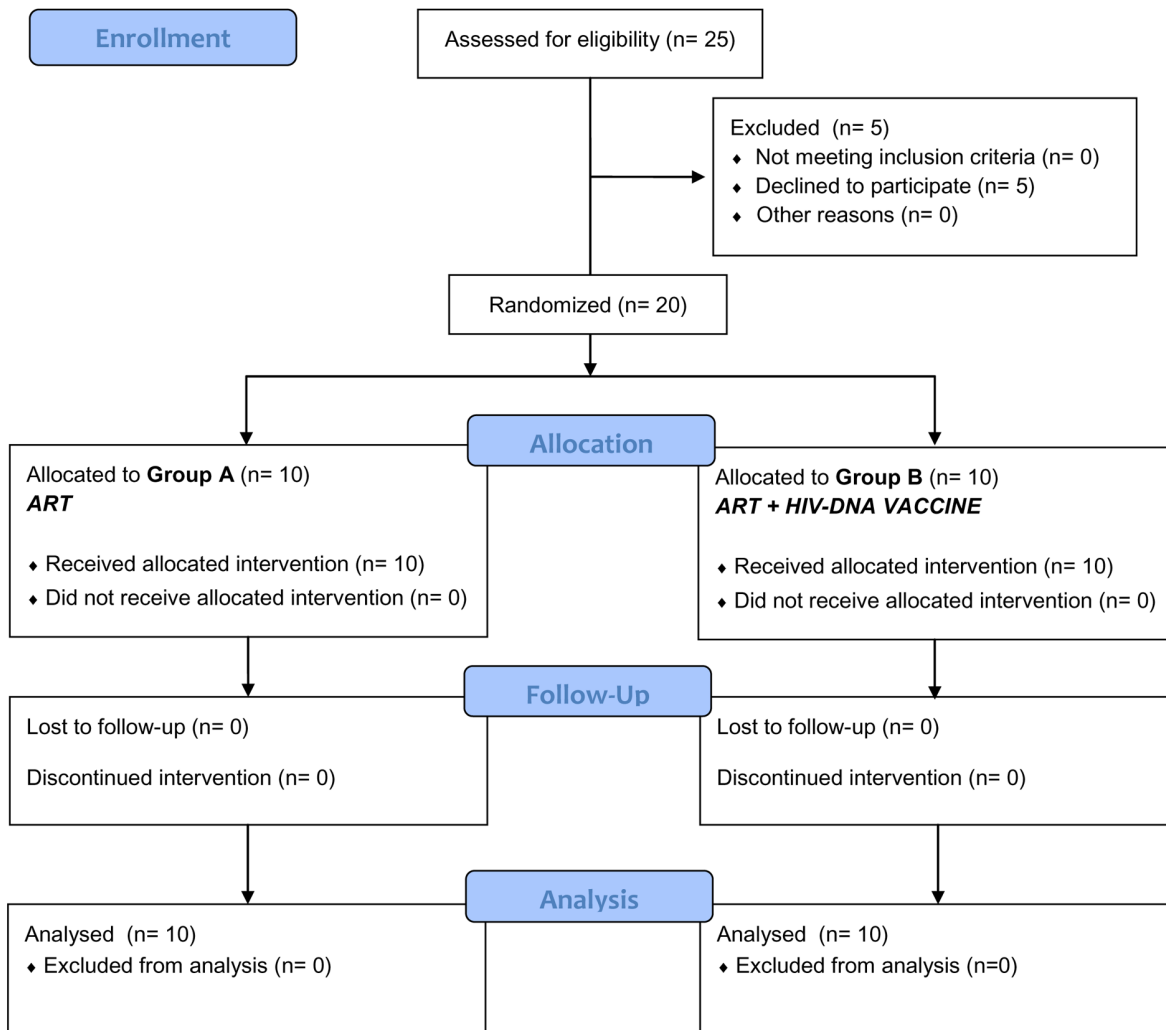 Enrollment
Assessed for eligibility (n= 25)
Excluded  (n= 5)
♦ Not meeting inclusion criteria (n= 0)
♦ Declined to participate (n= 5)
♦ Other reasons (n= 0)
Randomized (n= 20)
Allocation
Allocated to Group A (n= 10)
ART
♦ Received allocated intervention (n= 10)
♦ Did not receive allocated intervention (n= 0)
Allocated to Group B (n= 10)
ART + HIV-DNA VACCINE
♦ Received allocated intervention (n= 10)
♦ Did not receive allocated intervention (n= 0)
Follow-Up
Lost to follow-up (n= 0)
Discontinued intervention (n= 0)
Lost to follow-up (n= 0)
Discontinued intervention (n= 0)
Analysis
Analysed  (n= 10)
♦ Excluded from analysis (n= 0)
Analysed  (n= 10)
♦ Excluded from analysis (n=0)